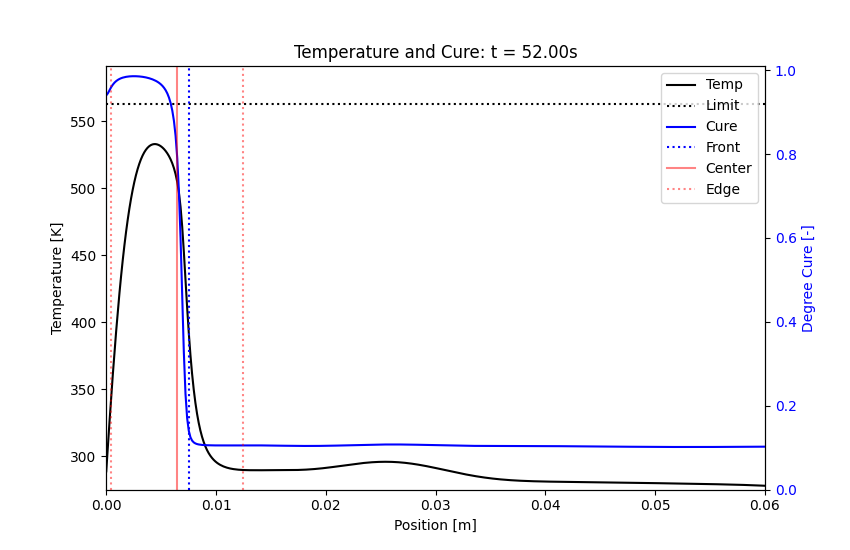 Temperature and Cure: t = 52.00s
Temp
Limit
Cure
Front
Center
Edge
Temperature [K]
550
500
450
400
350
300
Degree Cure [-]
1.0
0.8
0.6
0.4
0.2
0.0
0.00 0.01 0.02 0.03 0.04 0.05 0.06
Position [m]